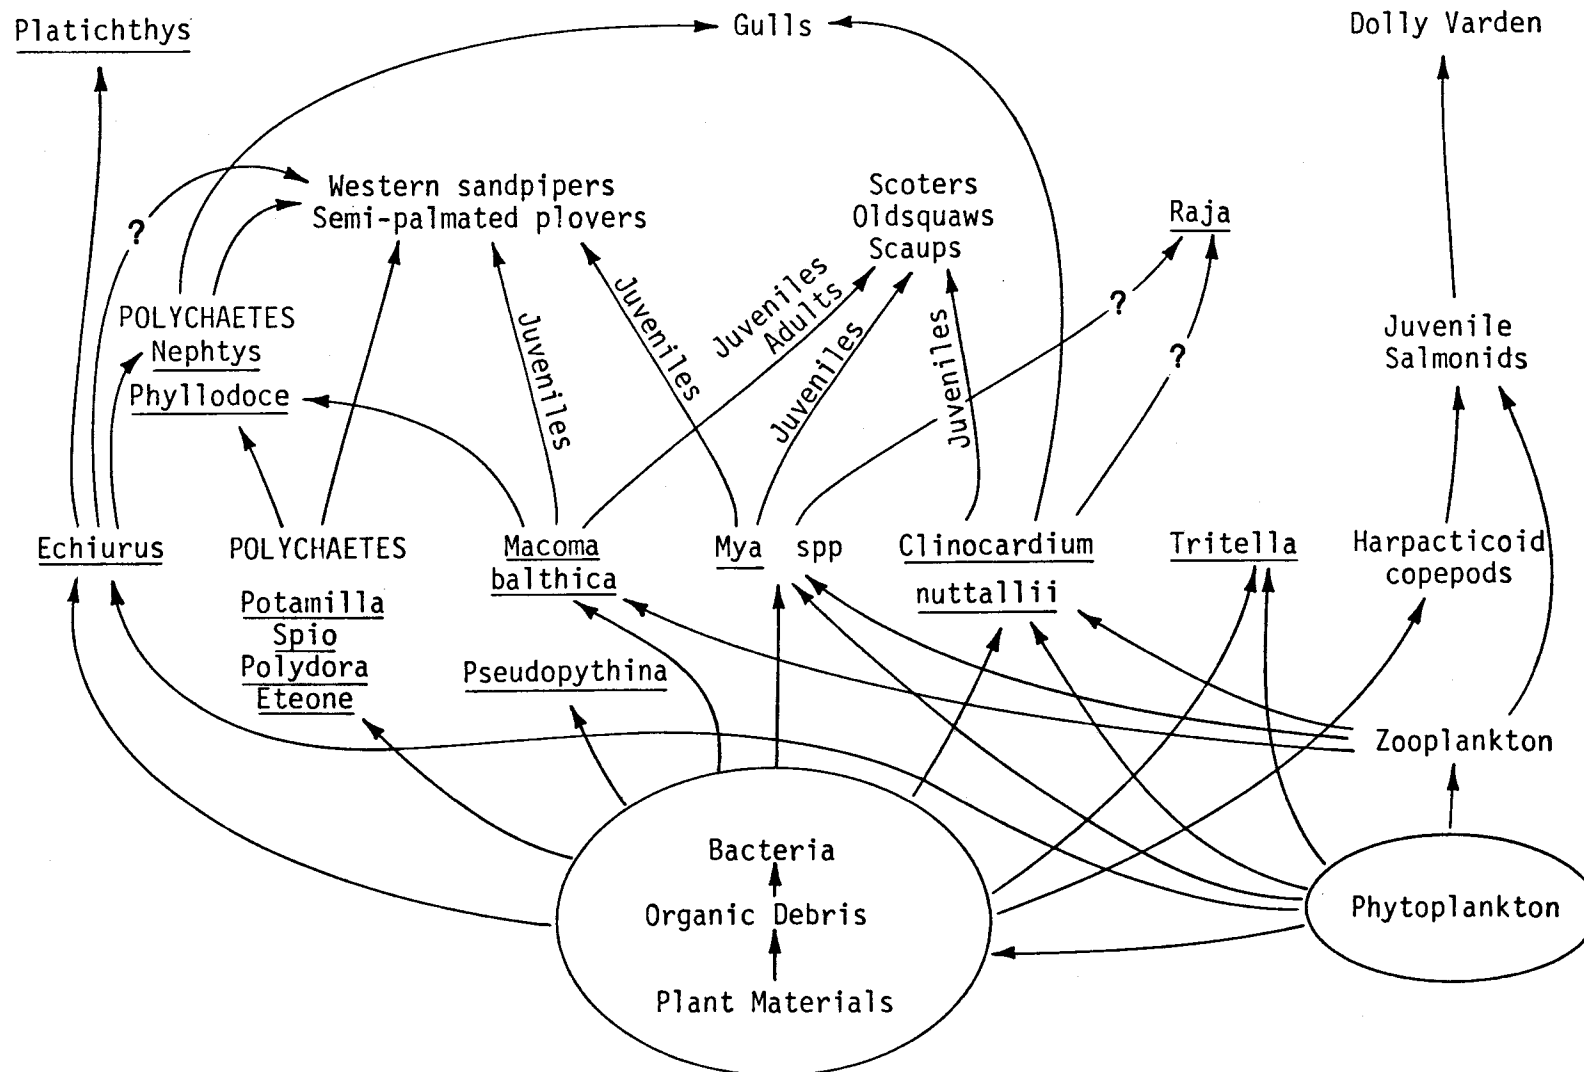 Platichthys
Gulls
Dolly Varden
Western sandpipers
Semi-palmated plovers
Scoters
Oldsquaws
Scaups
Raja
?
POLYCHAETES
Nephtys
Phyllodoce
Juveniles
Juveniles
Juveniles
Adults
Juveniles
Juveniles
?
?
Juvenile
Salmonids
Echiurus
POLYCHAETES
Potamilla
Spio
Polydora
Eteone
Macoma
balthica
Pseudopythina
Mya spp
Clinocardium
nuttallii
Tritella
Harpacticoid
copepods
Zooplankton
Bacteria
Organic Debris
Plant Materials
Phytoplankton